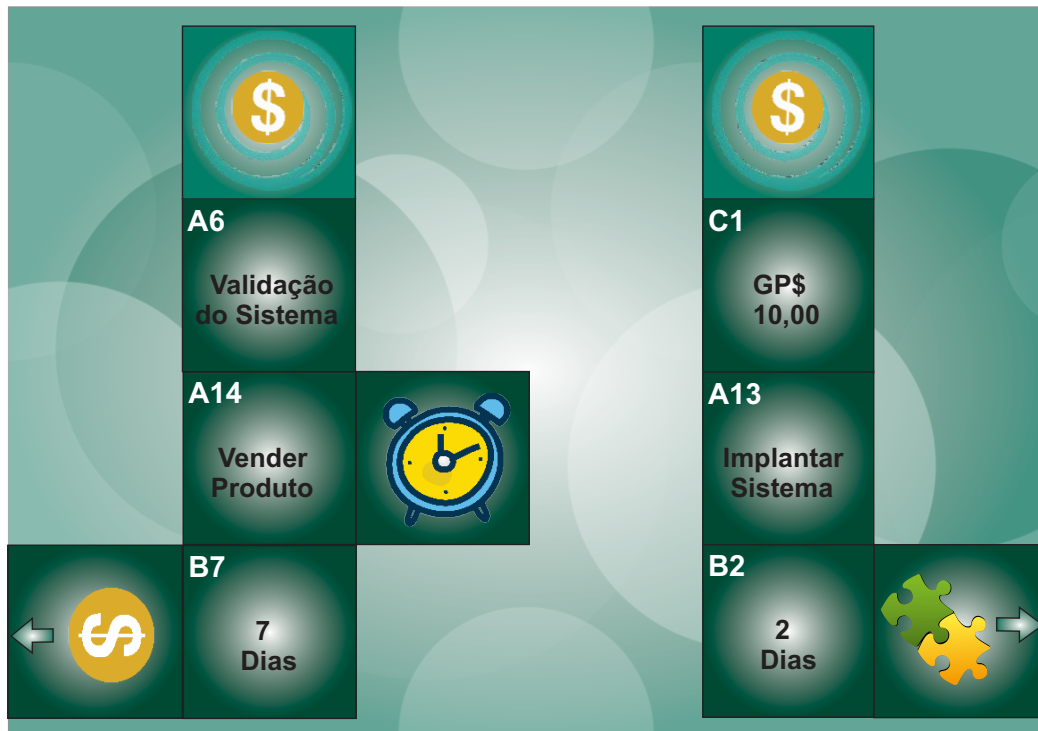 $
A6
Validação
do Sistema
A14
Vender
Produto
$
B7
7
Dias
$
C1
GP$
10,00
A13
Implantar
Sistema
B2
2
Dias